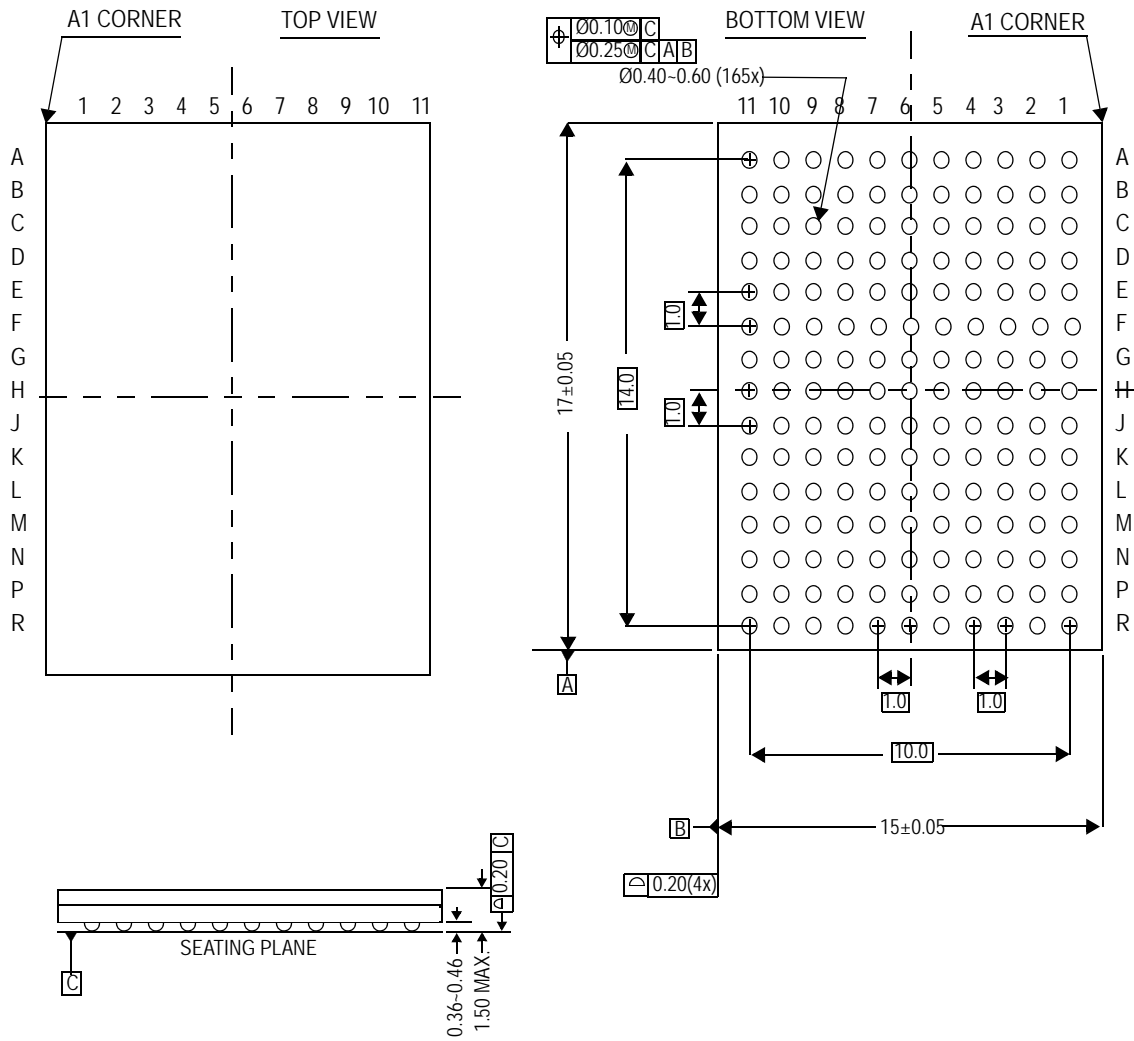 A1 CORNER
TOP VIEW
1 2 3 4 5 6 7 8 9 10 11
A
B
C
D
E
F
G
H
J
K
L
M
N
P
R
Ø0.10Ⓜ C
Ø0.25Ⓜ C A B
BOTTOM VIEW
A1 CORNER
Ø0.40~0.60 (165x)
11 10 9 8 7 6 5 4 3 2 1
A
B
C
D
E
F
G
H
J
K
L
M
N
P
R
1.0
1.0
14.0
17±0.05
A
1.0
1.0
10.0
B
15±0.05
0.20(4x)
0.20 C
SEATING PLANE
C
0.36~0.46
1.50 MAX.